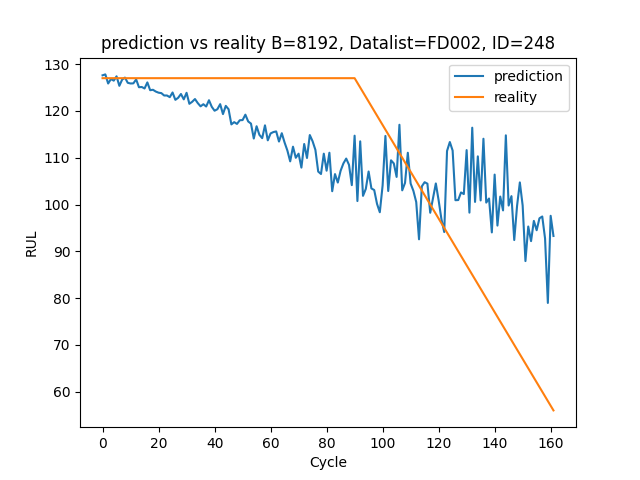 prediction vs reality B=8192, Datalist=FD002, ID=248
prediction
reality
130
120
110
100
90
80
70
60
RUL
0 20 40 60 80 100 120 140 160
Cycle